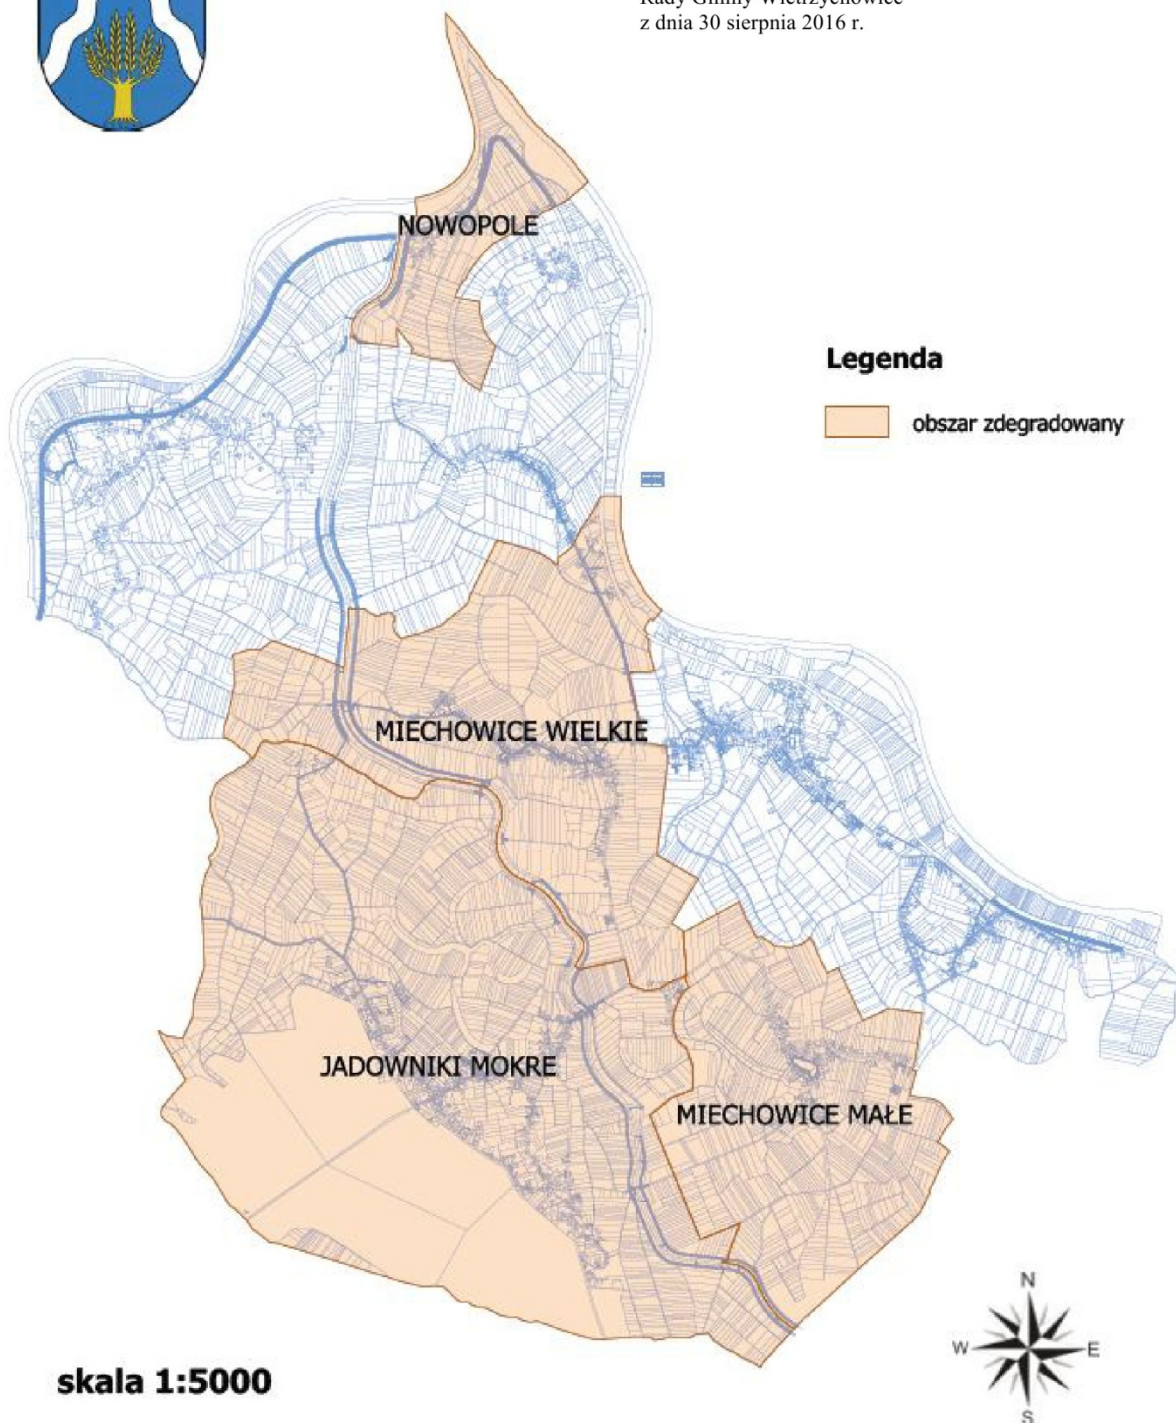 Rady Gminy Wietrzychowice
z dnia 30 sierpnia 2016 r.
NOWOPOLE
Legenda
obszar zdegradowany
MIECHOWICE WIELKIE
JADOWNIKI MOKRE
MIECHOWICE MAŁE
N
W E
S
skala 1:5000